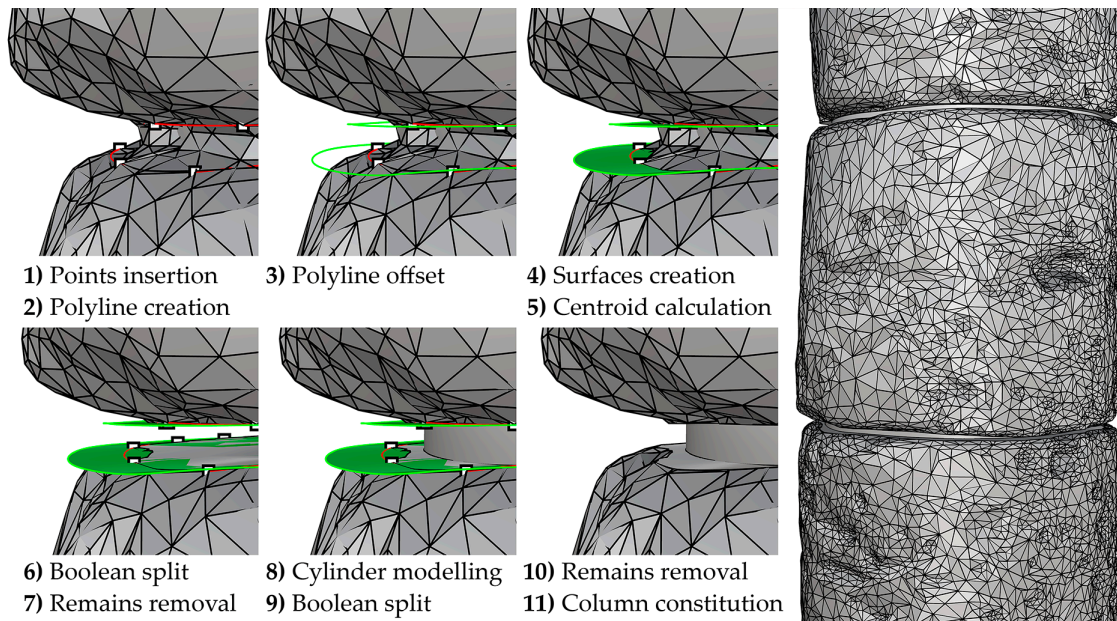 1) Points insertion
2) Polyline creation
3) Polyline offset
4) Surfaces creation
5) Centroid calculation
6) Boolean split
7) Remains removal
8) Cylinder modelling
9) Boolean split
10) Remains removal
11) Column constitution